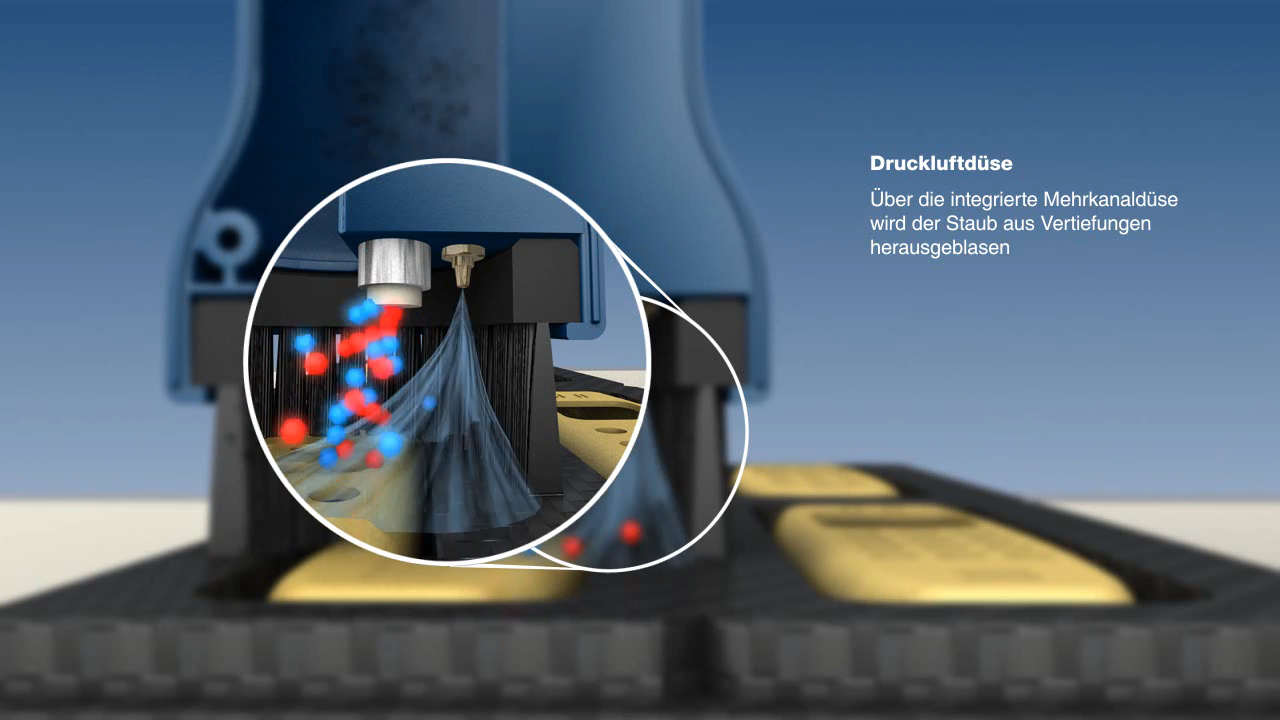 Druckluftdüse
Über die integrierte Mehrkanaldüse
wird der Staub aus Vertiefungen
herausgeblasen